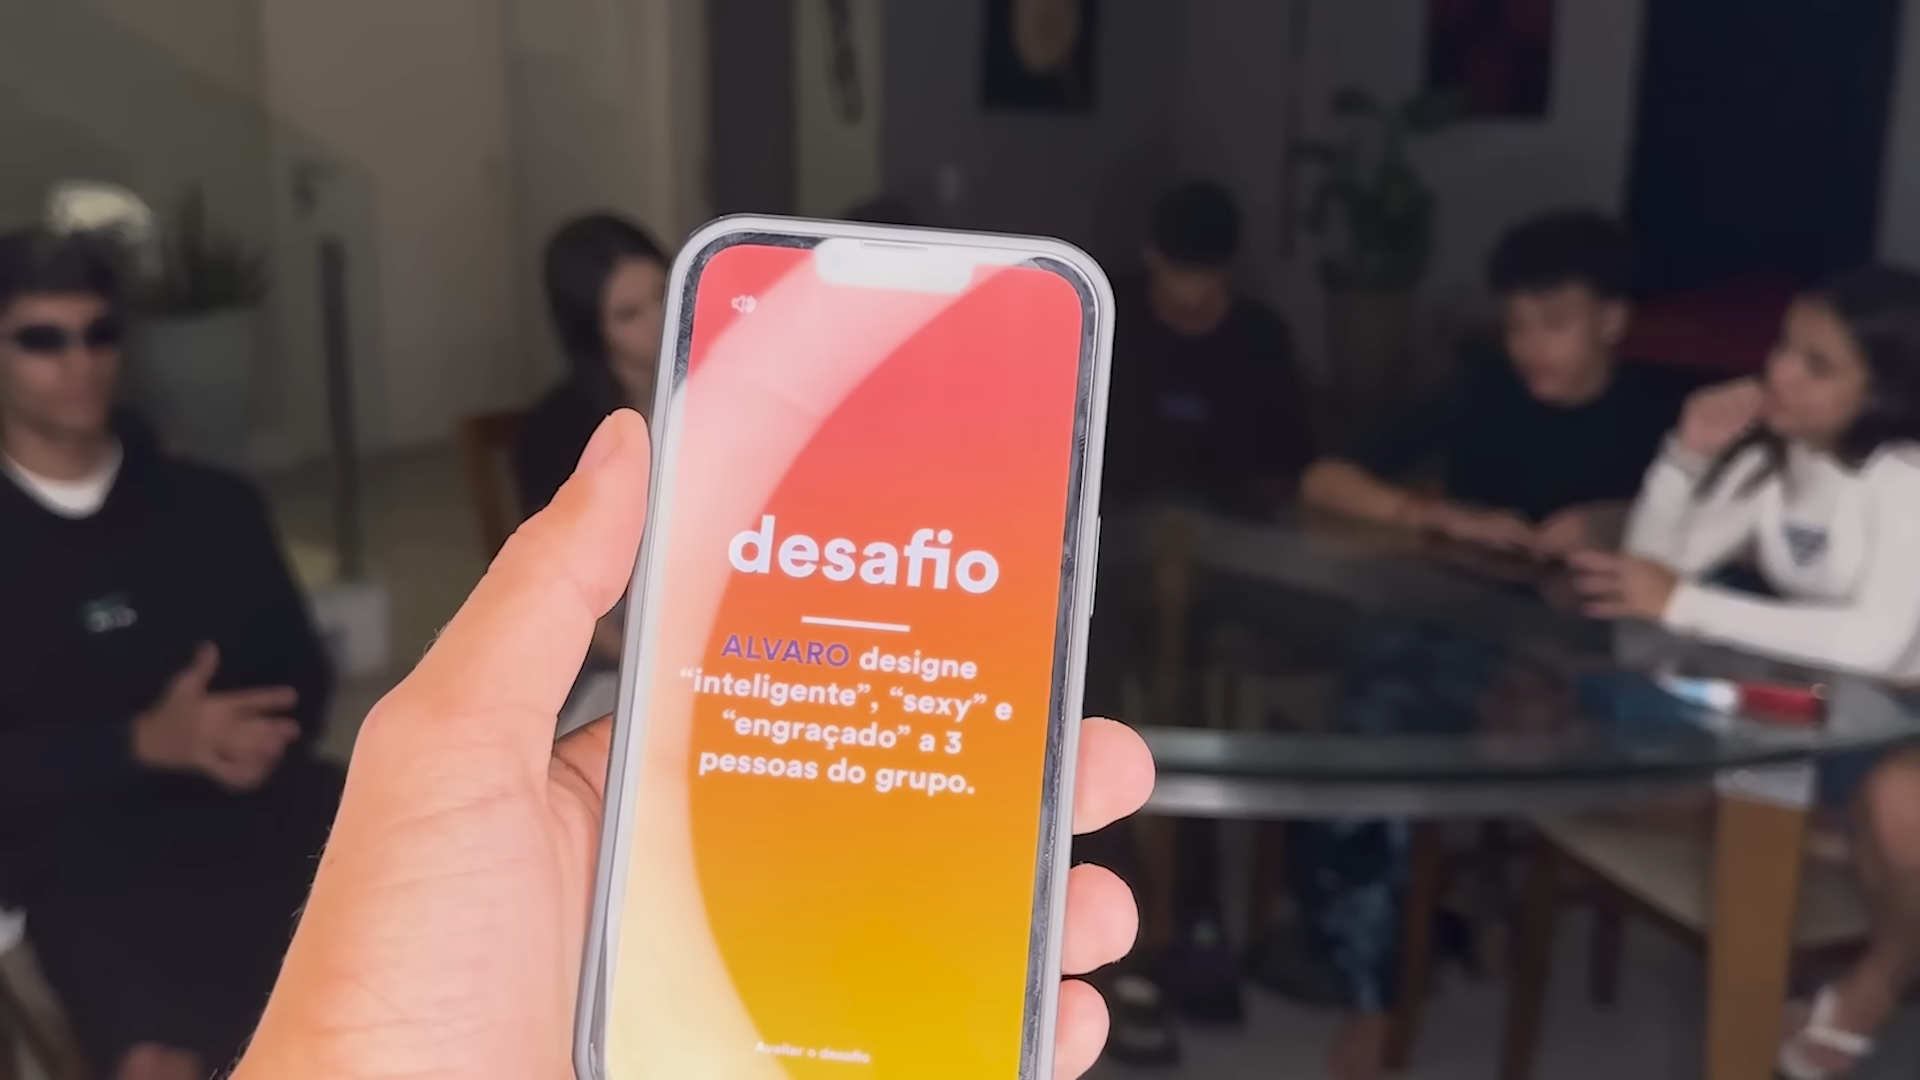 desafio
ALVARO designe
“inteligente”, “sexy” e
“engraçado” a 3
pessoas do grupo.
Avaliar o desafio